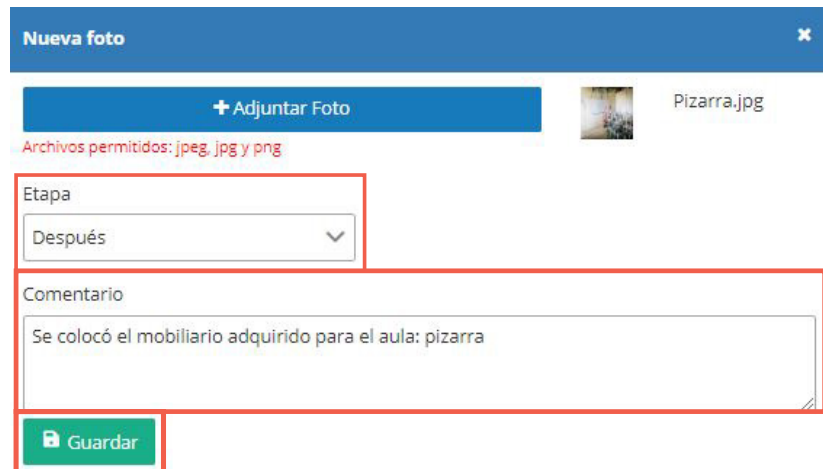 Nueva foto
+ Adjuntar Foto
Pizarra.jpg
Archivos permitidos: jpeg, jpg y png
Etapa
Después
Comentario
Se colocó el mobiliario adquirido para el aula: pizarra
Guardar